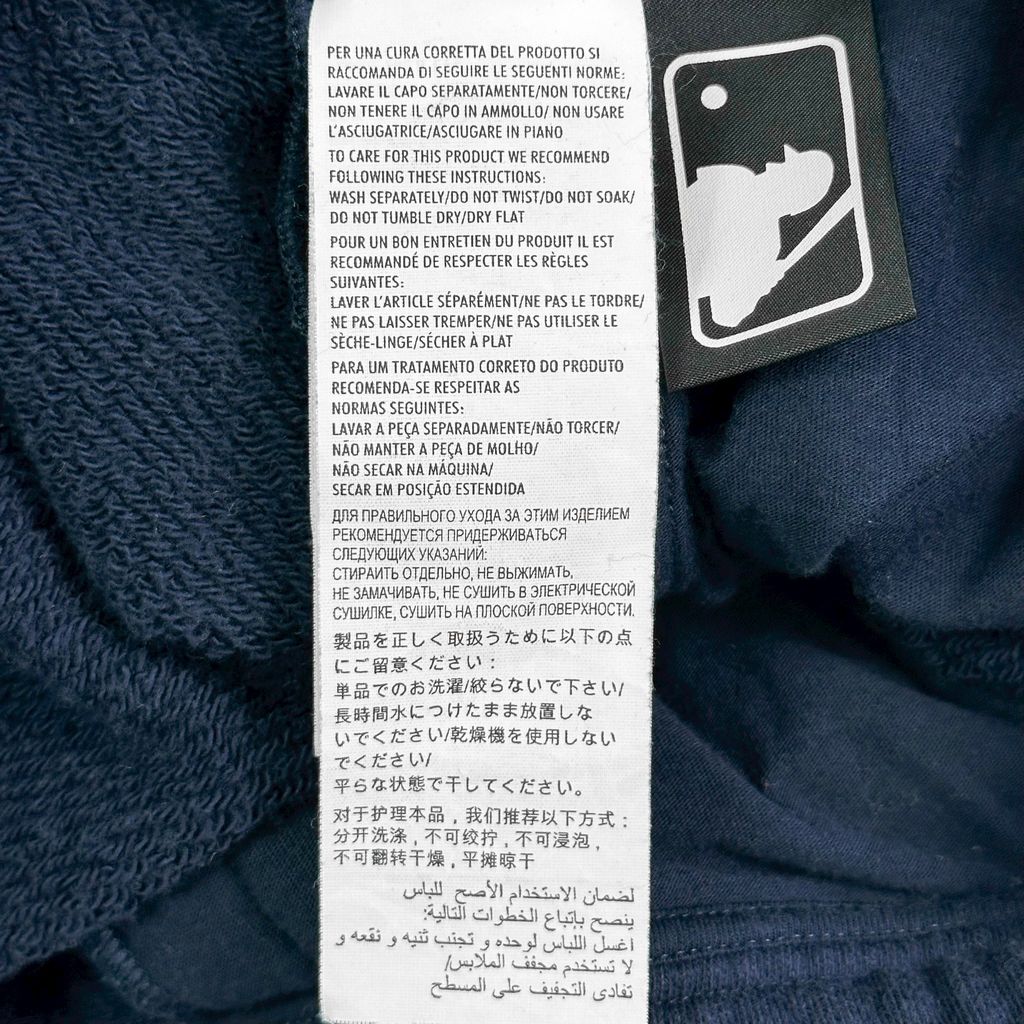 PER UNA CURA CORRETTA DEL PRODOTTO SI
RACCOMANDA DI SEGUIRE LE SEGUENTI NORME:
LAVARE IL CAPO SEPARATAMENTE/NON TORCERE/
NON TENERE IL CAPO IN AMMOLLO/ NON USARE
L'ASCIUGATRICE/ASCIUGARE IN PIANO
TO CARE FOR THIS PRODUCT WE RECOMMEND
FOLLOWING THESE INSTRUCTIONS:
WASH SEPARATELY/DO NOT TWIST/DO NOT SOAK/
DO NOT TUMBLE DRY/DRY FLAT
POUR UN BON ENTRETIEN DU PRODUIT IL EST
RECOMMANDÉ DE RESPECTER LES RÈGLES
SUIVANTES:
LAVER L'ARTICLE SÉPARÉMENT/NE PAS LE TORDRE/
NE PAS LAISSER TREMPER/NE PAS UTILISER LE
SÈCHE-LINGE/SÉCHER À PLAT
PARA UM TRATAMENTO CORRETO DO PRODUTO
RECOMENDA-SE RESPEITAR AS
NORMAS SEGUINTES:
LAVAR A PEÇA SEPARADAMENTE/NÃO TORCER/
NÃO MANTER A PEÇA DE MOLHO/
NÃO SECAR NA MÁQUINA/
SECAR EM POSIÇÃO ESTENDIDA
ДЛЯ ПРАВИЛЬНОГО УХОДА ЗА ЭТИМ ИЗДЕЛИЕМ
РЕКОМЕНДУЕТСЯ ПРИДЕРЖИВАТЬСЯ
СЛЕДУЮЩИХ УКАЗАНИЙ:
СТИРАИТЬ ОТДЕЛЬНО, НЕ ВЫЖИМАТЬ,
НЕ ЗАМАЧИВАТЬ, НЕ СУШИТЬ В ЭЛЕКТРИЧЕСКОЙ
СУШИЛКЕ, СУШИТЬ НА ПЛОСКОЙ ПОВЕРХНОСТИ.
製品を正しく取扱うために以下の点
にご留意ください：
単品でのお洗濯/絞らないで下さい/
長時間水につけたまま放置しな
いでください/乾燥機を使用しない
でください/
平らな状態で干してください。
对于护理本品，我们推荐以下方式：
分开洗涤，不可绞拧，不可浸泡，
不可翻转干燥，平摊晾干
لضمان الاستخدام الأصح للباس
ينصح بإتباع الخطوات التالية:
اغسل اللباس لوحده و تجنب ثنيه و نقعه و
لا تستخدم مجفف الملابس/
تفادى التجفيف على المسطح